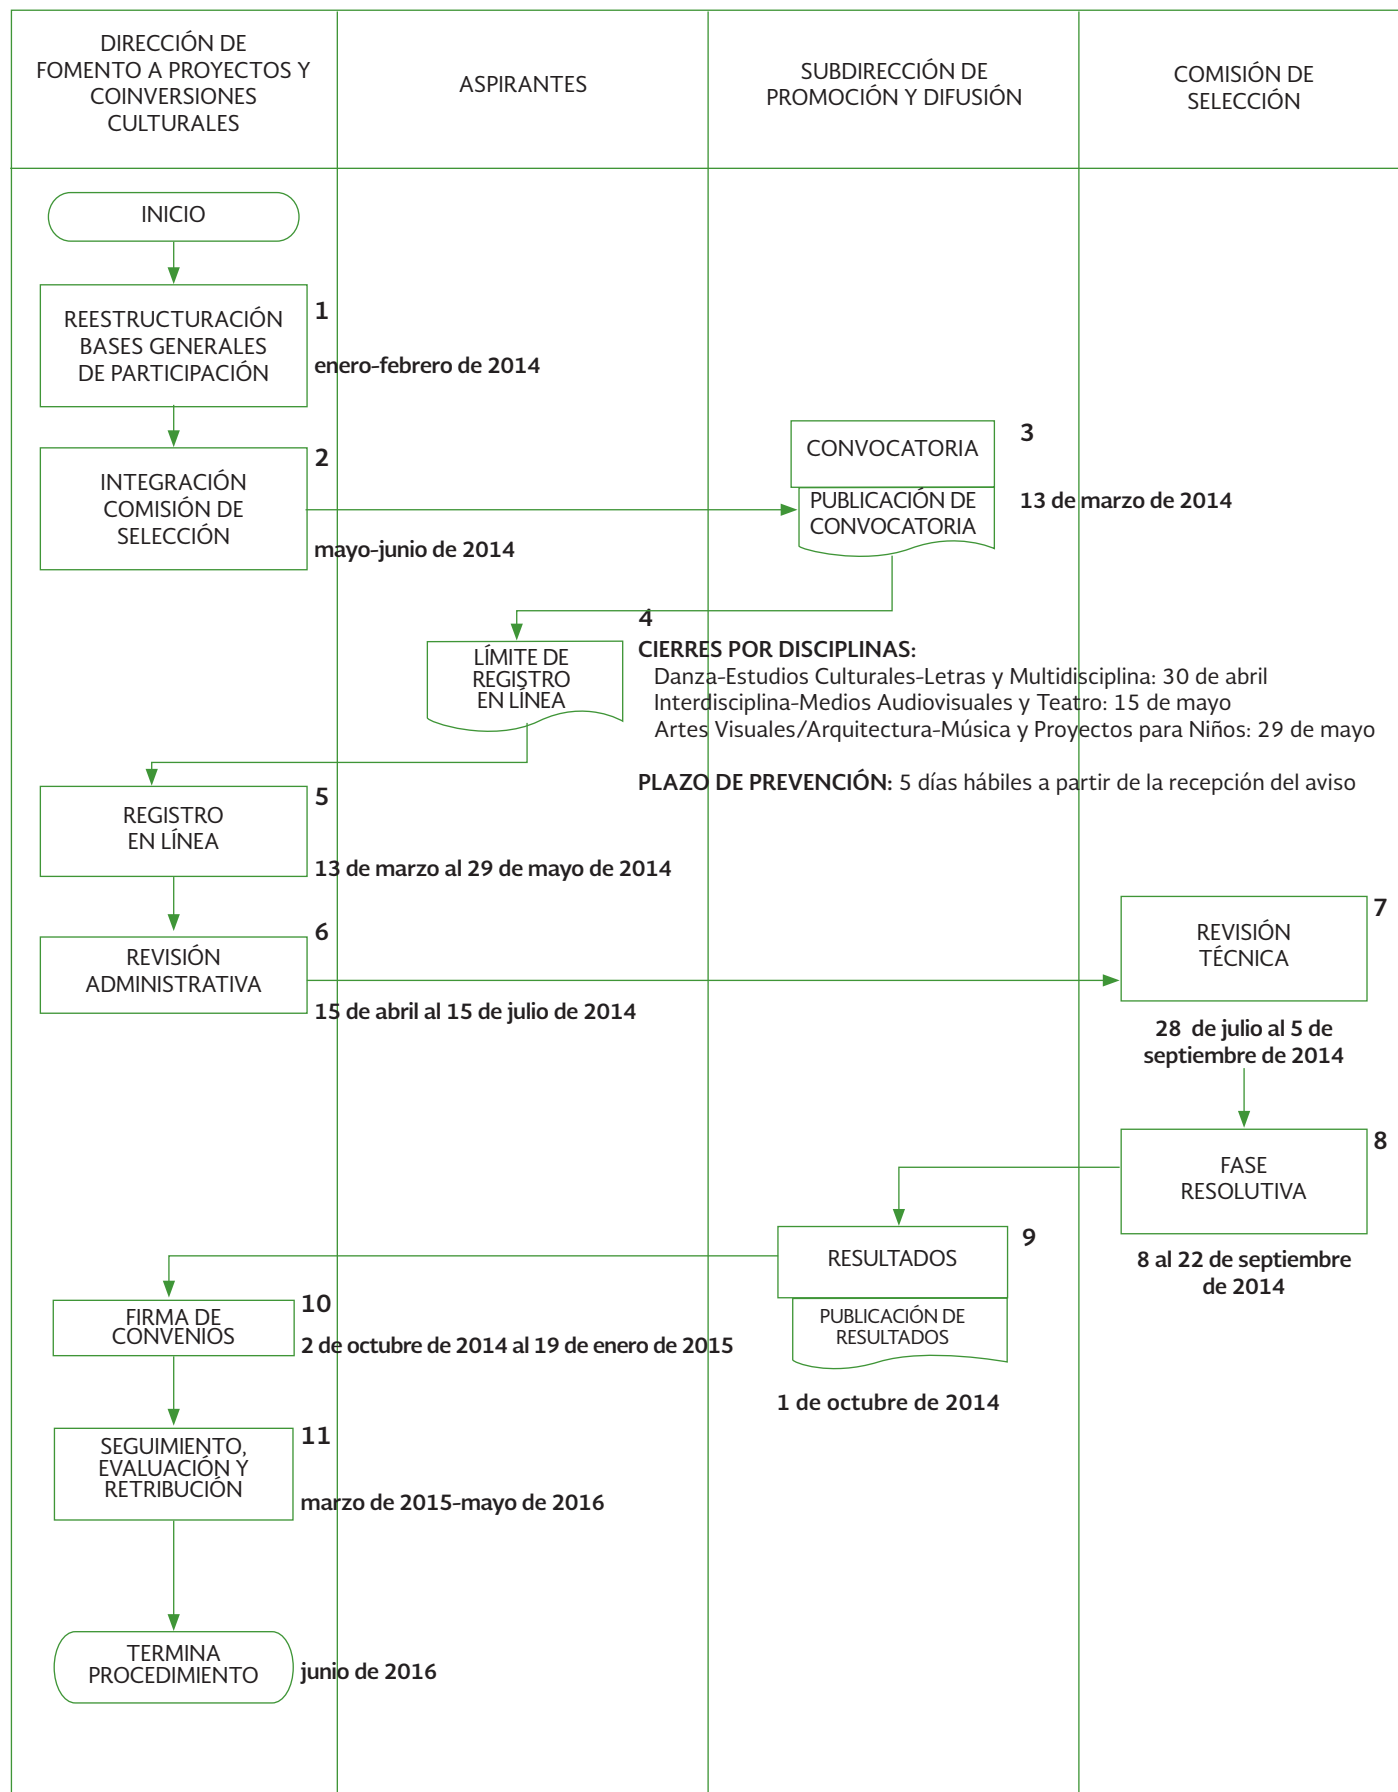 DIRECCIÓN DE
FOMENTO A PROYECTOS Y
COINVERSIONES
CULTURALES
ASPIRANTES
SUBDIRECCIÓN DE
PROMOCIÓN Y DIFUSIÓN
COMISIÓN DE
SELECCIÓN
INICIO
REESTRUCTURACIÓN
BASES GENERALES
DE PARTICIPACIÓN
1
enero-febrero de 2014
INTEGRACIÓN
COMISIÓN DE
SELECCIÓN
2
mayo-junio de 2014
CONVOCATORIA
PUBLICACIÓN DE
CONVOCATORIA
3
13 de marzo de 2014
LÍMITE DE
REGISTRO
EN LÍNEA
4
CIERRES POR DISCIPLINAS:
Danza-Estudios Culturales-Letras y Multidisciplina: 30 de abril
Interdisciplina-Medios Audiovisuales y Teatro: 15 de mayo
Artes Visuales/Arquitectura-Música y Proyectos para Niños: 29 de mayo
PLAZO DE PREVENCIÓN: 5 días hábiles a partir de la recepción del aviso
REGISTRO
EN LÍNEA
5
13 de marzo al 29 de mayo de 2014
REVISIÓN
ADMINISTRATIVA
6
15 de abril al 15 de julio de 2014
REVISIÓN
TÉCNICA
7
28 de julio al 5 de
septiembre de 2014
FASE
RESOLUTIVA
8
8 al 22 de septiembre
de 2014
RESULTADOS
PUBLICACIÓN DE
RESULTADOS
9
1 de octubre de 2014
FIRMA DE
CONVENIOS
10
2 de octubre de 2014 al 19 de enero de 2015
SEGUIMIENTO,
EVALUACIÓN Y
RETRIBUCIÓN
11
marzo de 2015-mayo de 2016
TERMINA
PROCEDIMIENTO
junio de 2016